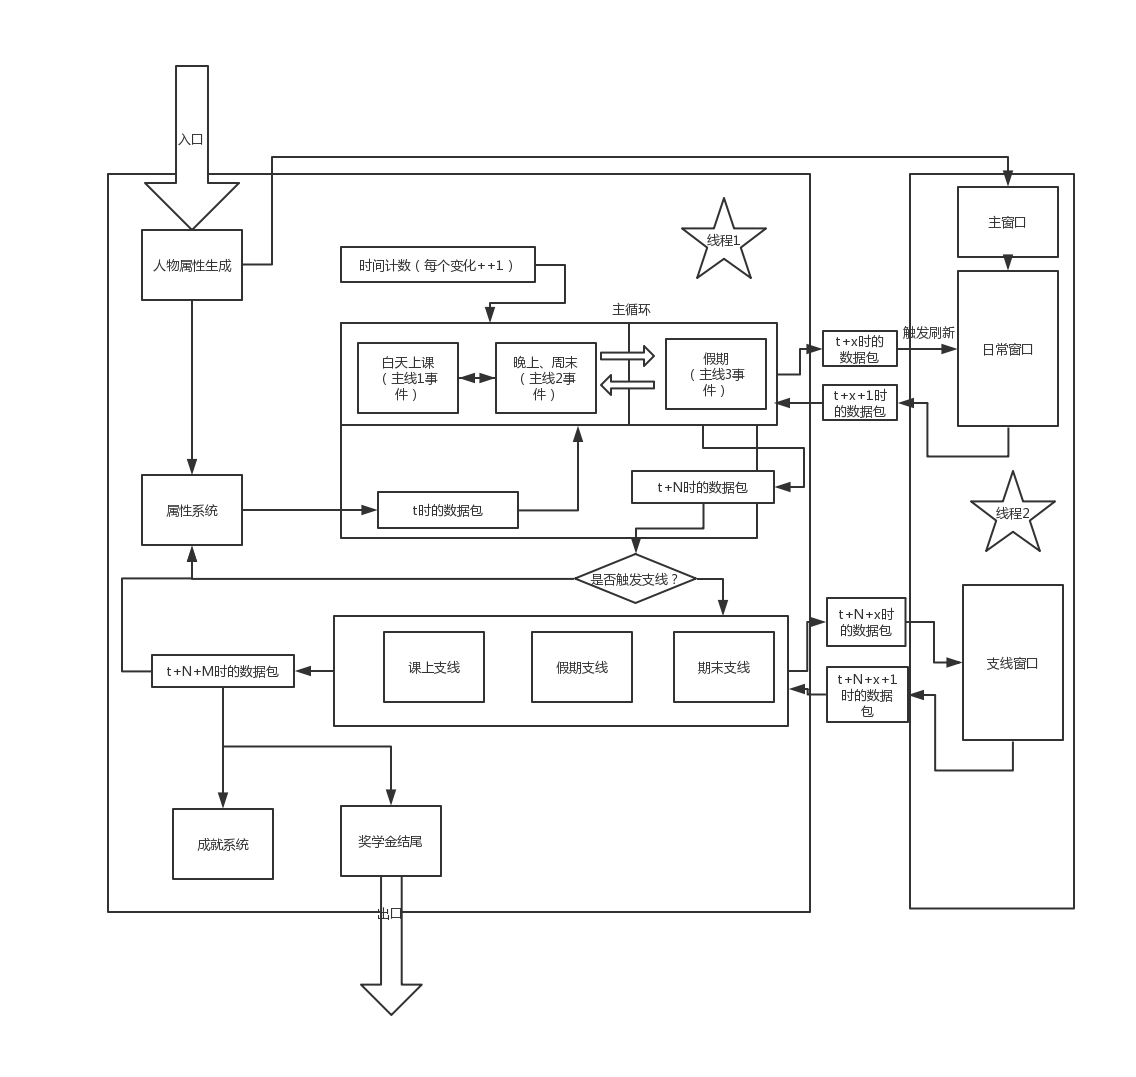 入口
主窗口
线程1
人物属性生成
时间计数（每个变化++1）
主循环
触发刷新
t+x时的
数据包
日常窗口
白天上课
（主线1事
件）
晚上、周末
（主线2事
件）
假期
（主线3事
件）
t+x+1时
的数据包
t+N时的数据包
属性系统
t时的数据包
线程2
是否触发支线？
t+N+x时
的数据包
支线窗口
课上支线
假期支线
期末支线
t+N+M时的数据包
t+N+x+1
时的数据
包
成就系统
奖学金结尾
出口